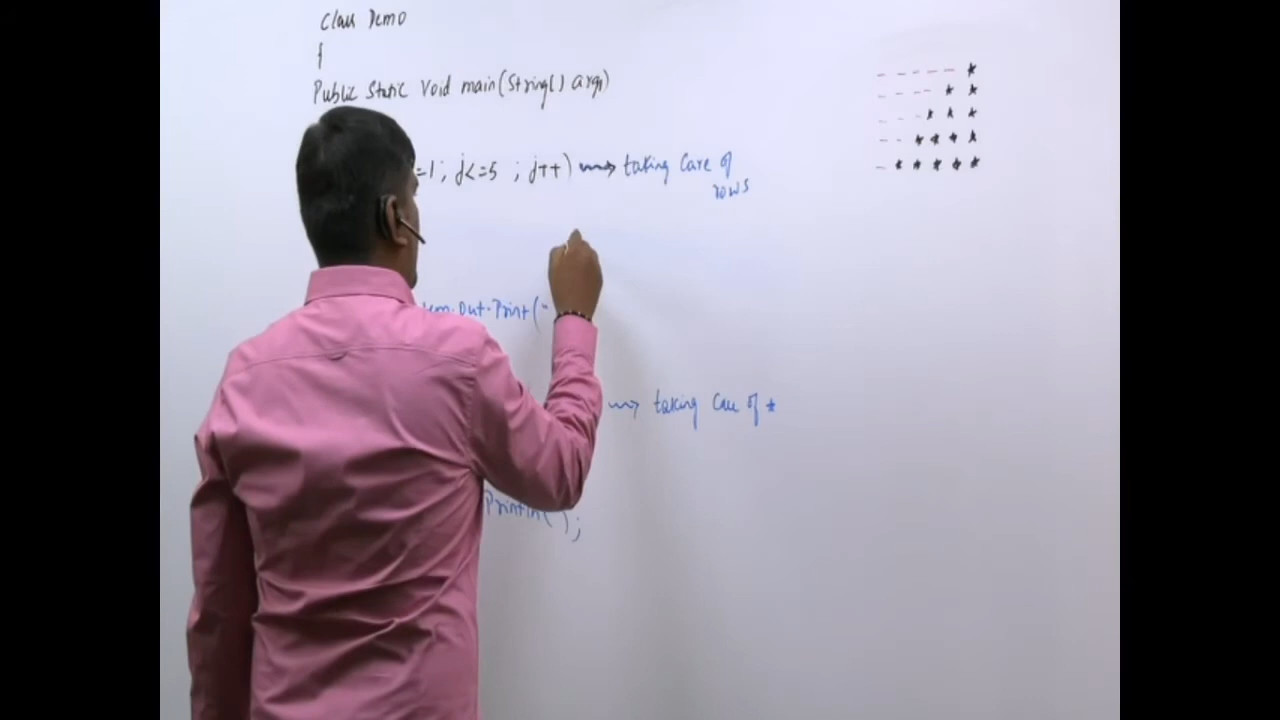 Class Demo
{
Public Static Void main(String() args)
=1; j<=5 ; j++) taking care of
rows
tem.out.Print("
taking care of *
Println( );
- - - - - *
- - - - * *
- - - * * *
- - * * * *
- * * * * *